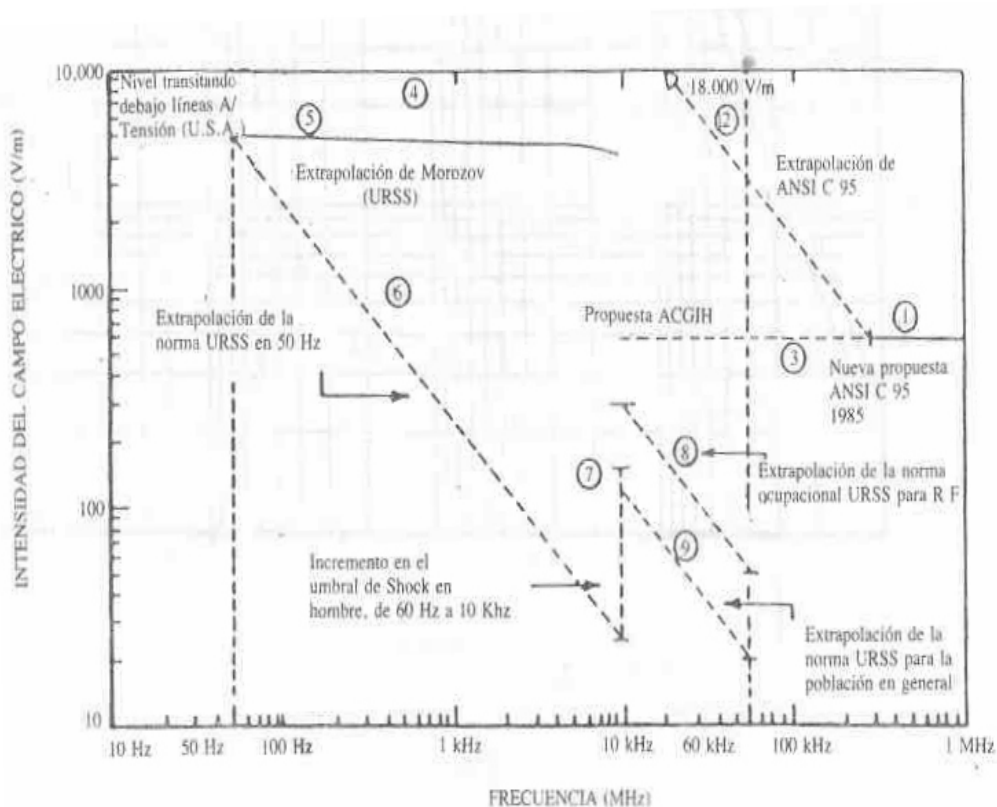 INTENSIDAD DEL CAMPO ELECTRICO (V/m)
10.000
1000
100
10
Nivel transitando
debajo líneas A/
Tensión (U.S.A.)
4
5
Extrapolación de Morozov
(URSS)
18.000 V/m
12
Extrapolación de
ANSI C 95
6
Extrapolación de la
norma URSS en 50 Hz
Propuesta ACGIH
1
3
Nueva propuesta
ANSI C 95
1985
7
8
Extrapolación de la norma
ocupacional URSS para R F
9
Incremento en el
umbral de Shock en
hombre, de 60 Hz a 10 Khz
Extrapolación de la
norma URSS para la
población en general
10 Hz
50 Hz
100 Hz
1 kHz
10 kHz
60 kHz
100 kHz
1 MHz
FRECUENCIA (MHz)